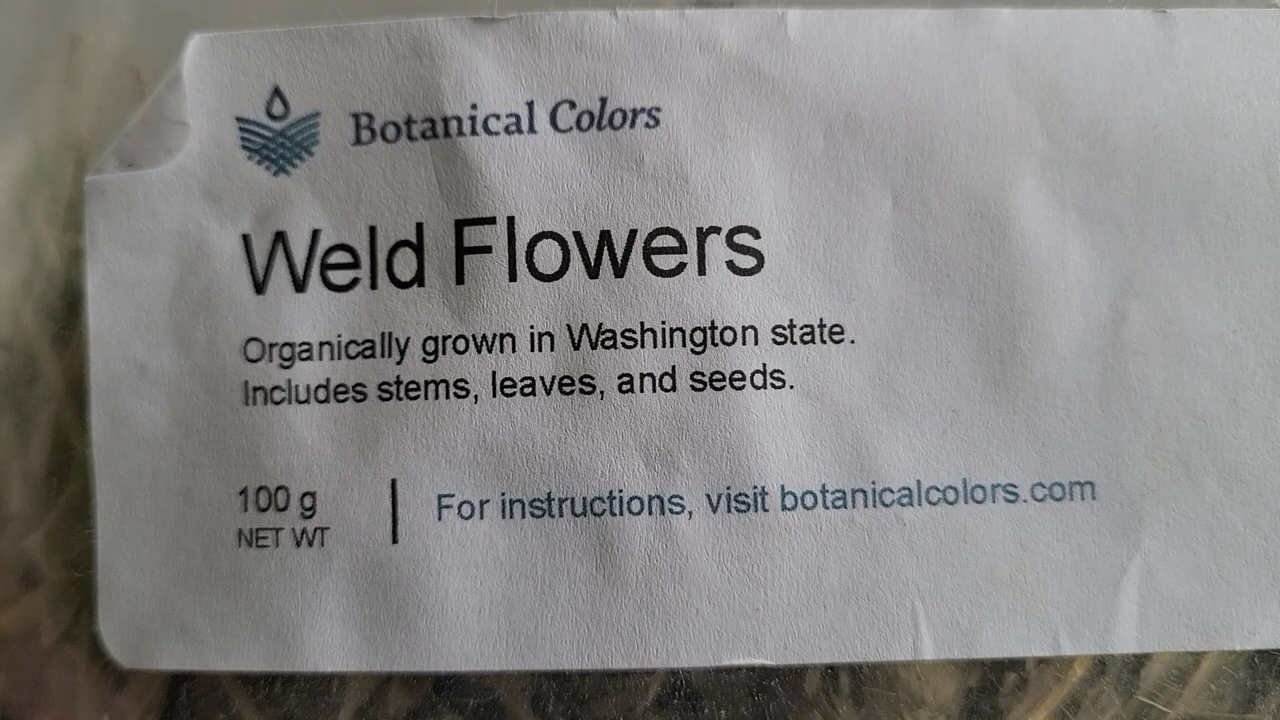 Botanical Colors
Weld Flowers
Organically grown in Washington state.
Includes stems, leaves, and seeds.
100 g
NET WT
For instructions, visit botanicalcolors.com